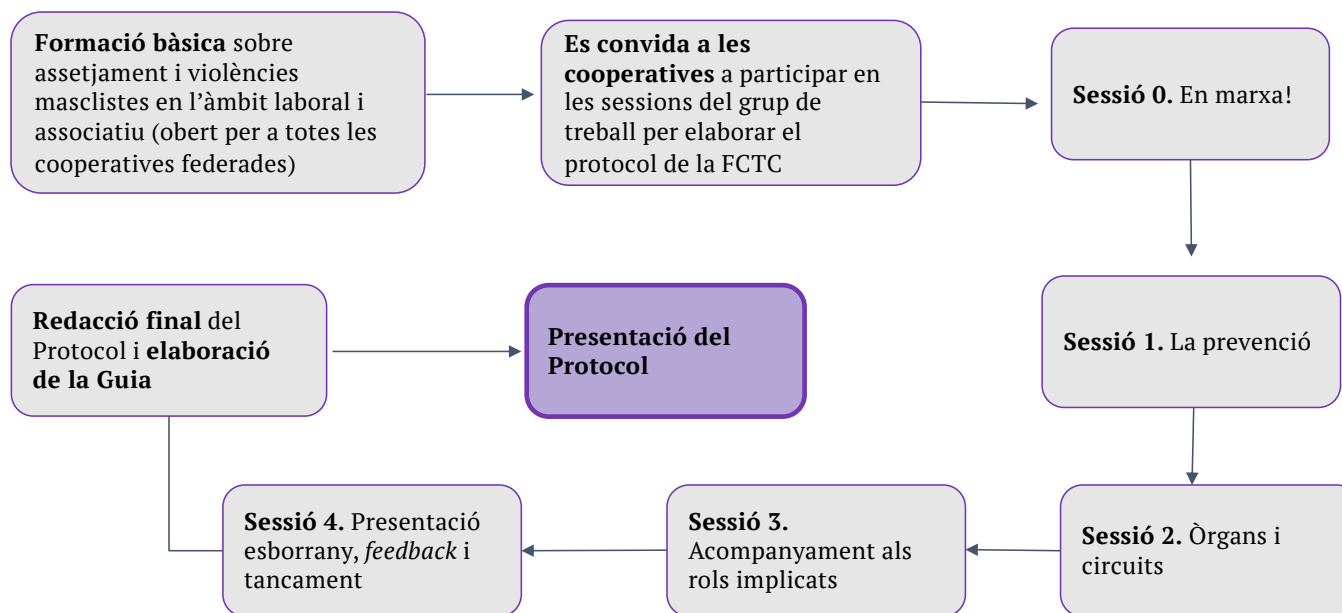 Formació bàsica sobre
assetjament i violències
masclistes en l’àmbit laboral i
associatiu (obert per a totes les
cooperatives federades)
Es convida a les
cooperatives a participar en
les sessions del grup de
treball per elaborar el
protocol de la FCTC
Sessió 0. En marxa!
Sessió 1. La prevenció
Sessió 2. Òrgans i
circuits
Sessió 3.
Acompanyament als
rols implicats
Sessió 4. Presentació
esborrany, feedback i
tancament
Redacció final del
Protocol i elaboració
de la Guia
Presentació del
Protocol